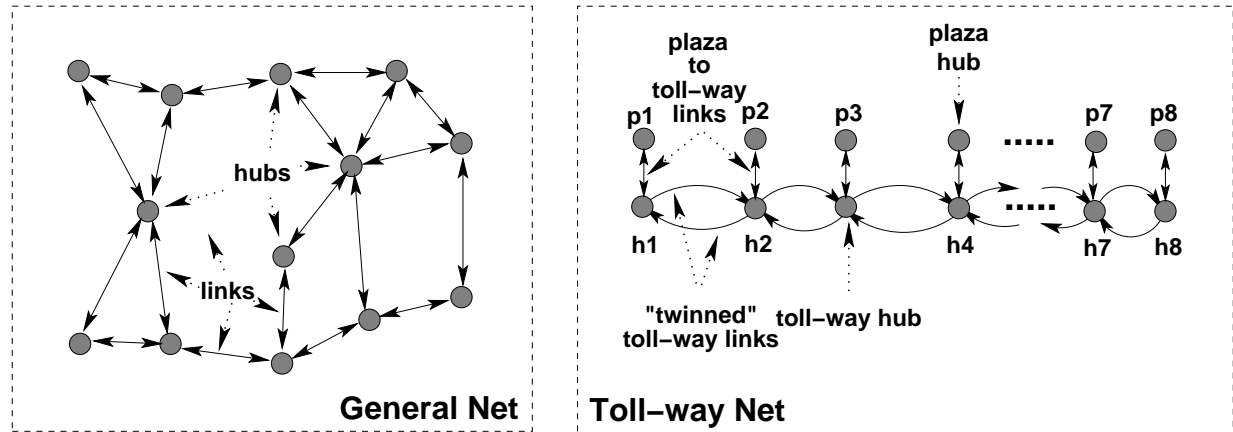 hubs
links
General Net
plaza
to
toll−way
links
plaza
hub
p1
p2
p3
p7
p8
h1
h2
h4
h7
h8
"twinned"
toll−way links
toll−way hub
Toll−way Net